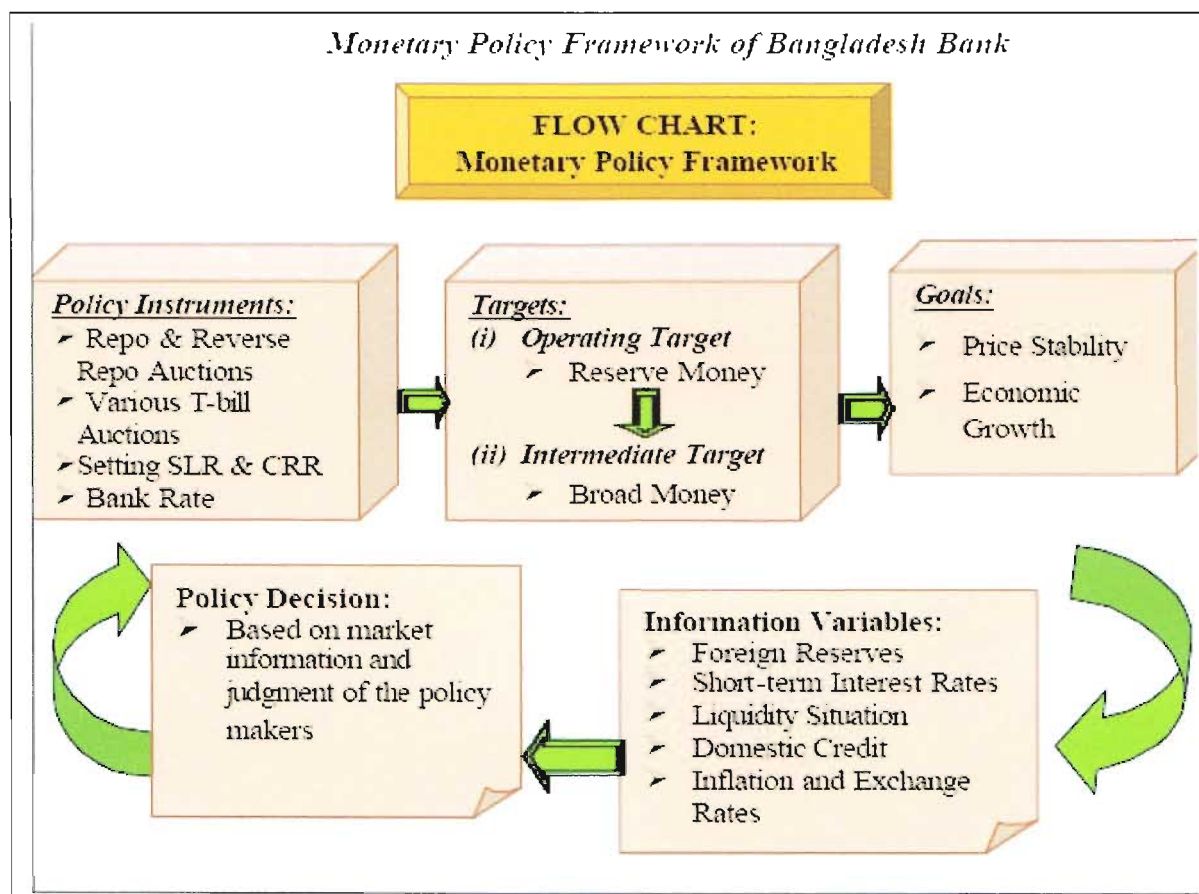 Monetary Policy Framework of Bangladesh Bank
FLOW CHART:
Monetary Policy Framework
Policy Instruments:
➤ Repo & Reverse
Repo Auctions
➤ Various T-bill
Auctions
➤ Setting SLR & CRR
➤ Bank Rate
Targets:
(i) Operating Target
➤ Reserve Money
(ii) Intermediate Target
➤ Broad Money
Goals:
➤ Price Stability
➤ Economic
Growth
Policy Decision:
➤ Based on market
information and
judgment of the policy
makers
Information Variables:
➤ Foreign Reserves
➤ Short-term Interest Rates
➤ Liquidity Situation
➤ Domestic Credit
➤ Inflation and Exchange
Rates